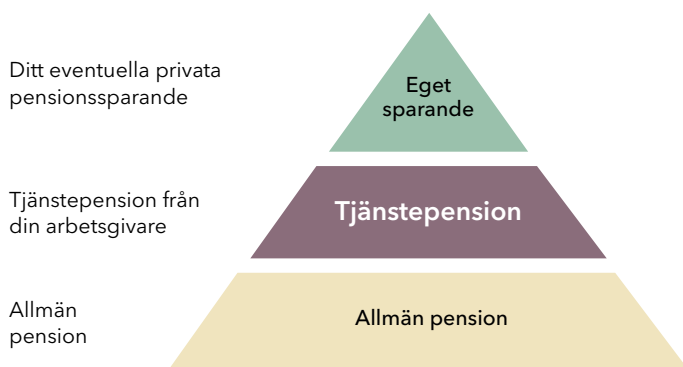 Ditt eventuella privata
pensionssparande
Eget
sparande
Tjänstepension från
din arbetsgivare
Tjänstepension
Allmän
pension
Allmän pension